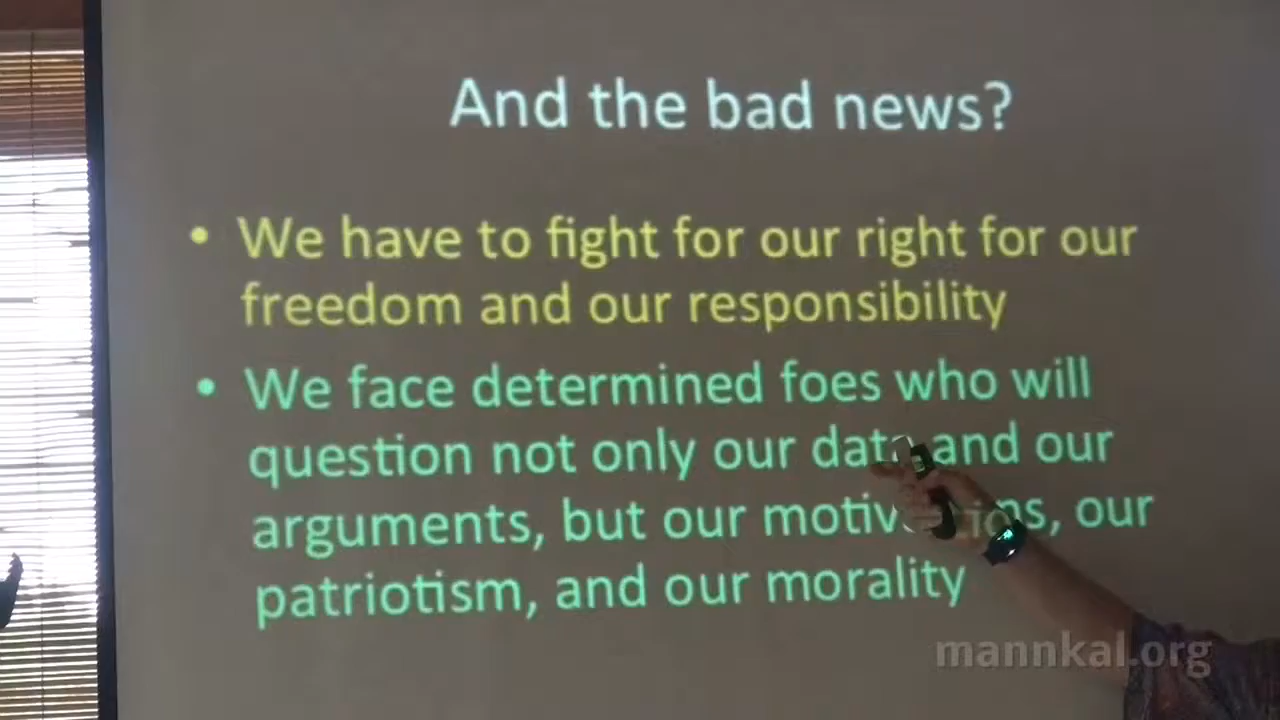 And the bad news?
• We have to fight for our right for our
freedom and our responsibility
• We face determined foes who will
question not only our data and our
arguments, but our motivations, our
patriotism, and our morality
mannkal.org